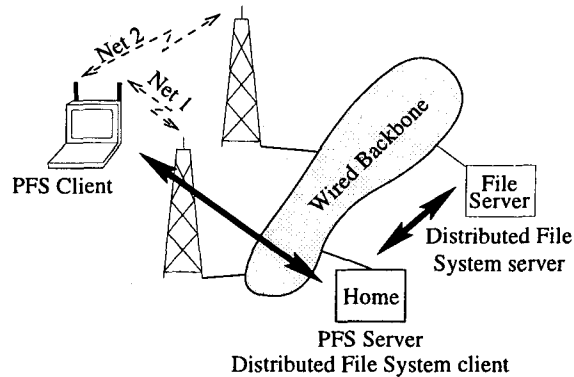 Net 2
Net 1
PFS Client
Wired Backbone
File
Server
Distributed File
System server
Home
PFS Server
Distributed File System client